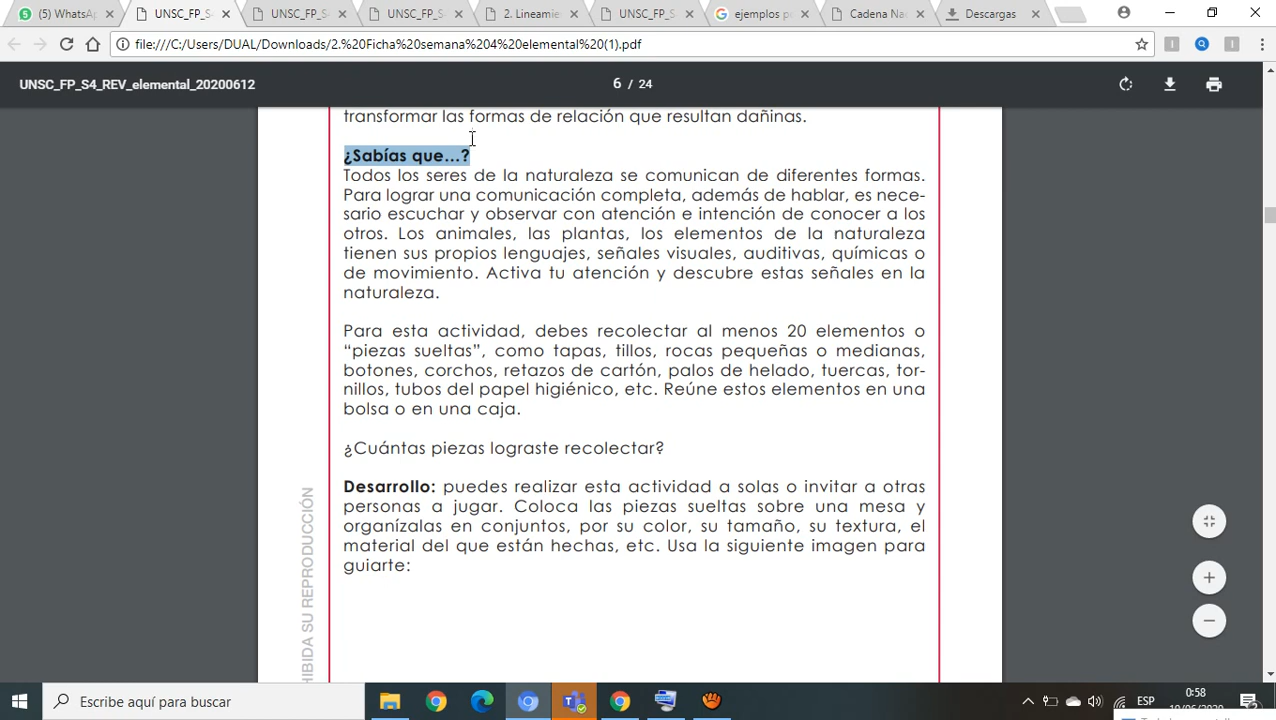 (5) WhatsA
UNSC_FP_S
UNSC_FP_S
UNSC_FP_S
2. Lineamie
UNSC_FP_S
ejemplos p
Cadena Na
Descargas
file:///C:/Users/DUAL/Downloads/2.%20Ficha%20semana%204%20elemental%20(1).pdf
UNSC_FP_S4_REV_elemental_20200612
6 / 24
transformar las formas de relación que resultan dañinas.
¿Sabías que...?
Todos los seres de la naturaleza se comunican de diferentes formas.
Para lograr una comunicación completa, además de hablar, es nece-
sario escuchar y observar con atención e intención de conocer a los
otros. Los animales, las plantas, los elementos de la naturaleza
tienen sus propios lenguajes, señales visuales, auditivas, químicas o
de movimiento. Activa tu atención y descubre estas señales en la
naturaleza.
Para esta actividad, debes recolectar al menos 20 elementos o
“piezas sueltas”, como tapas, tillos, rocas pequeñas o medianas,
botones, corchos, retazos de cartón, palos de helado, tuercas, tor-
nillos, tubos del papel higiénico, etc. Reúne estos elementos en una
bolsa o en una caja.
¿Cuántas piezas lograste recolectar?
Desarrollo: puedes realizar esta actividad a solas o invitar a otras
personas a jugar. Coloca las piezas sueltas sobre una mesa y
organízalas en conjuntos, por su color, su tamaño, su textura, el
material del que están hechas, etc. Usa la siguiente imagen para
guiarte:
HIBIDA SU REPRODUCCIÓN
Escribe aquí para buscar
ESP
0:58